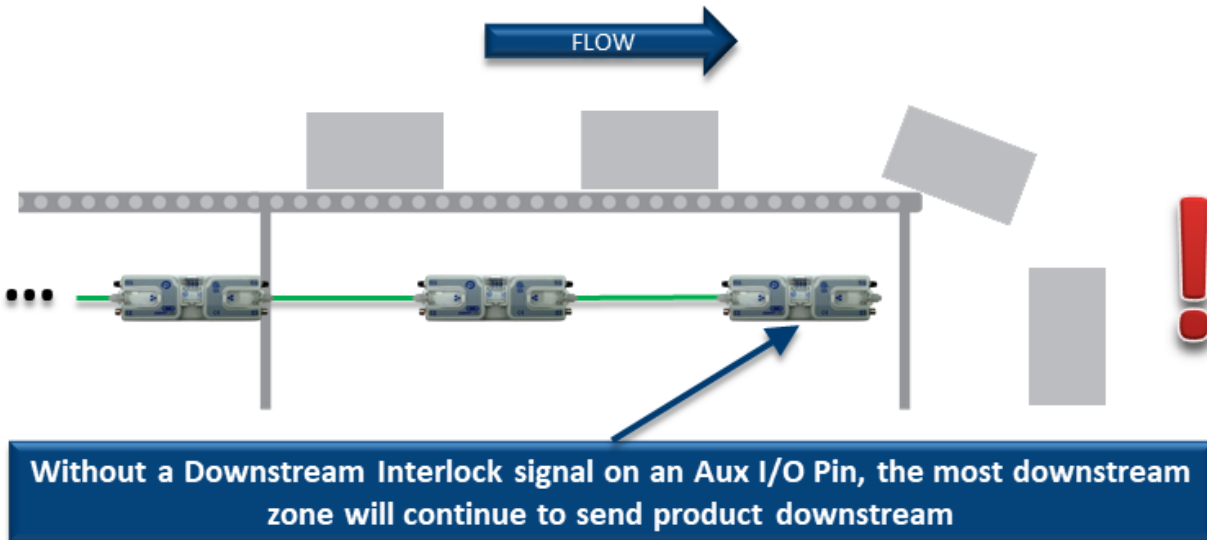 FLOW
Without a Downstream Interlock signal on an Aux I/O Pin, the most downstream
zone will continue to send product downstream